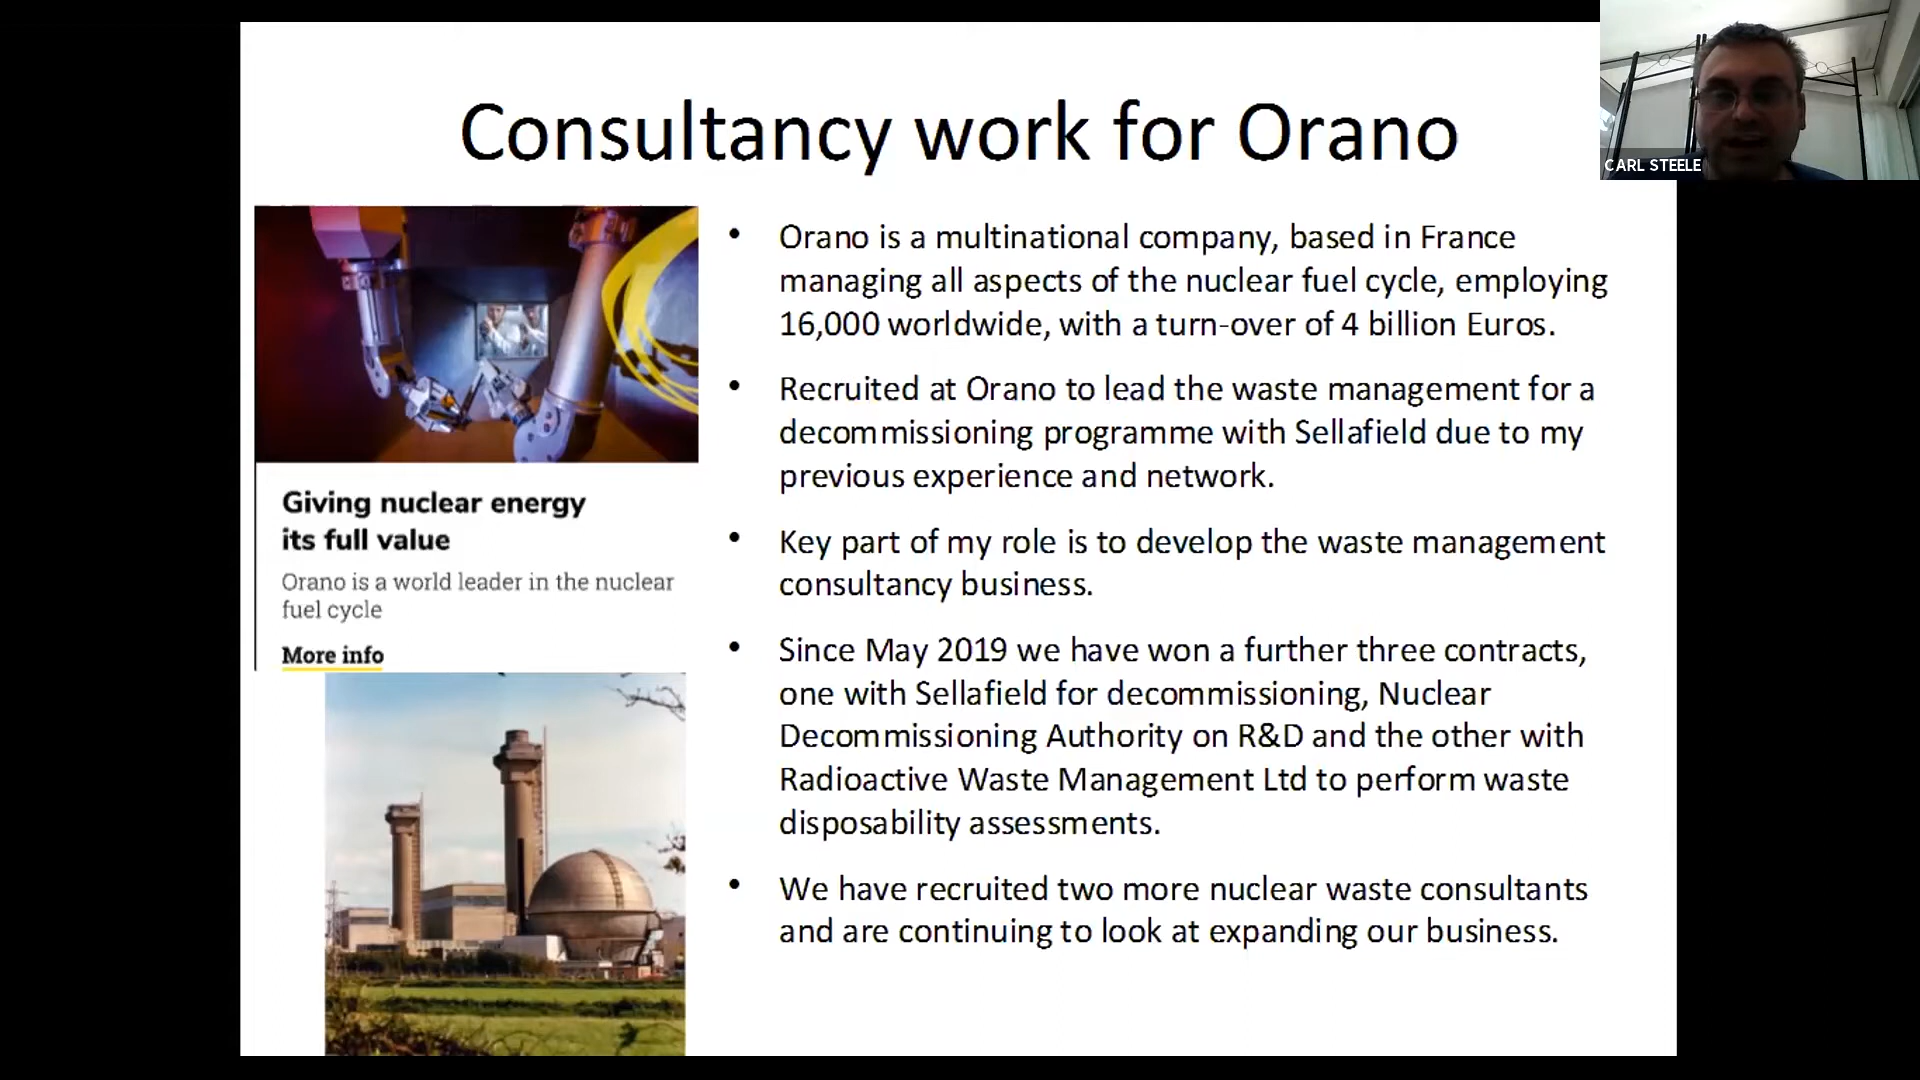 Consultancy work for Orano
CARL STEELE
Giving nuclear energy
its full value
Orano is a world leader in the nuclear
fuel cycle
More info
• Orano is a multinational company, based in France
managing all aspects of the nuclear fuel cycle, employing
16,000 worldwide, with a turn-over of 4 billion Euros.
• Recruited at Orano to lead the waste management for a
decommissioning programme with Sellafield due to my
previous experience and network.
• Key part of my role is to develop the waste management
consultancy business.
• Since May 2019 we have won a further three contracts,
one with Sellafield for decommissioning, Nuclear
Decommissioning Authority on R&D and the other with
Radioactive Waste Management Ltd to perform waste
disposability assessments.
• We have recruited two more nuclear waste consultants
and are continuing to look at expanding our business.